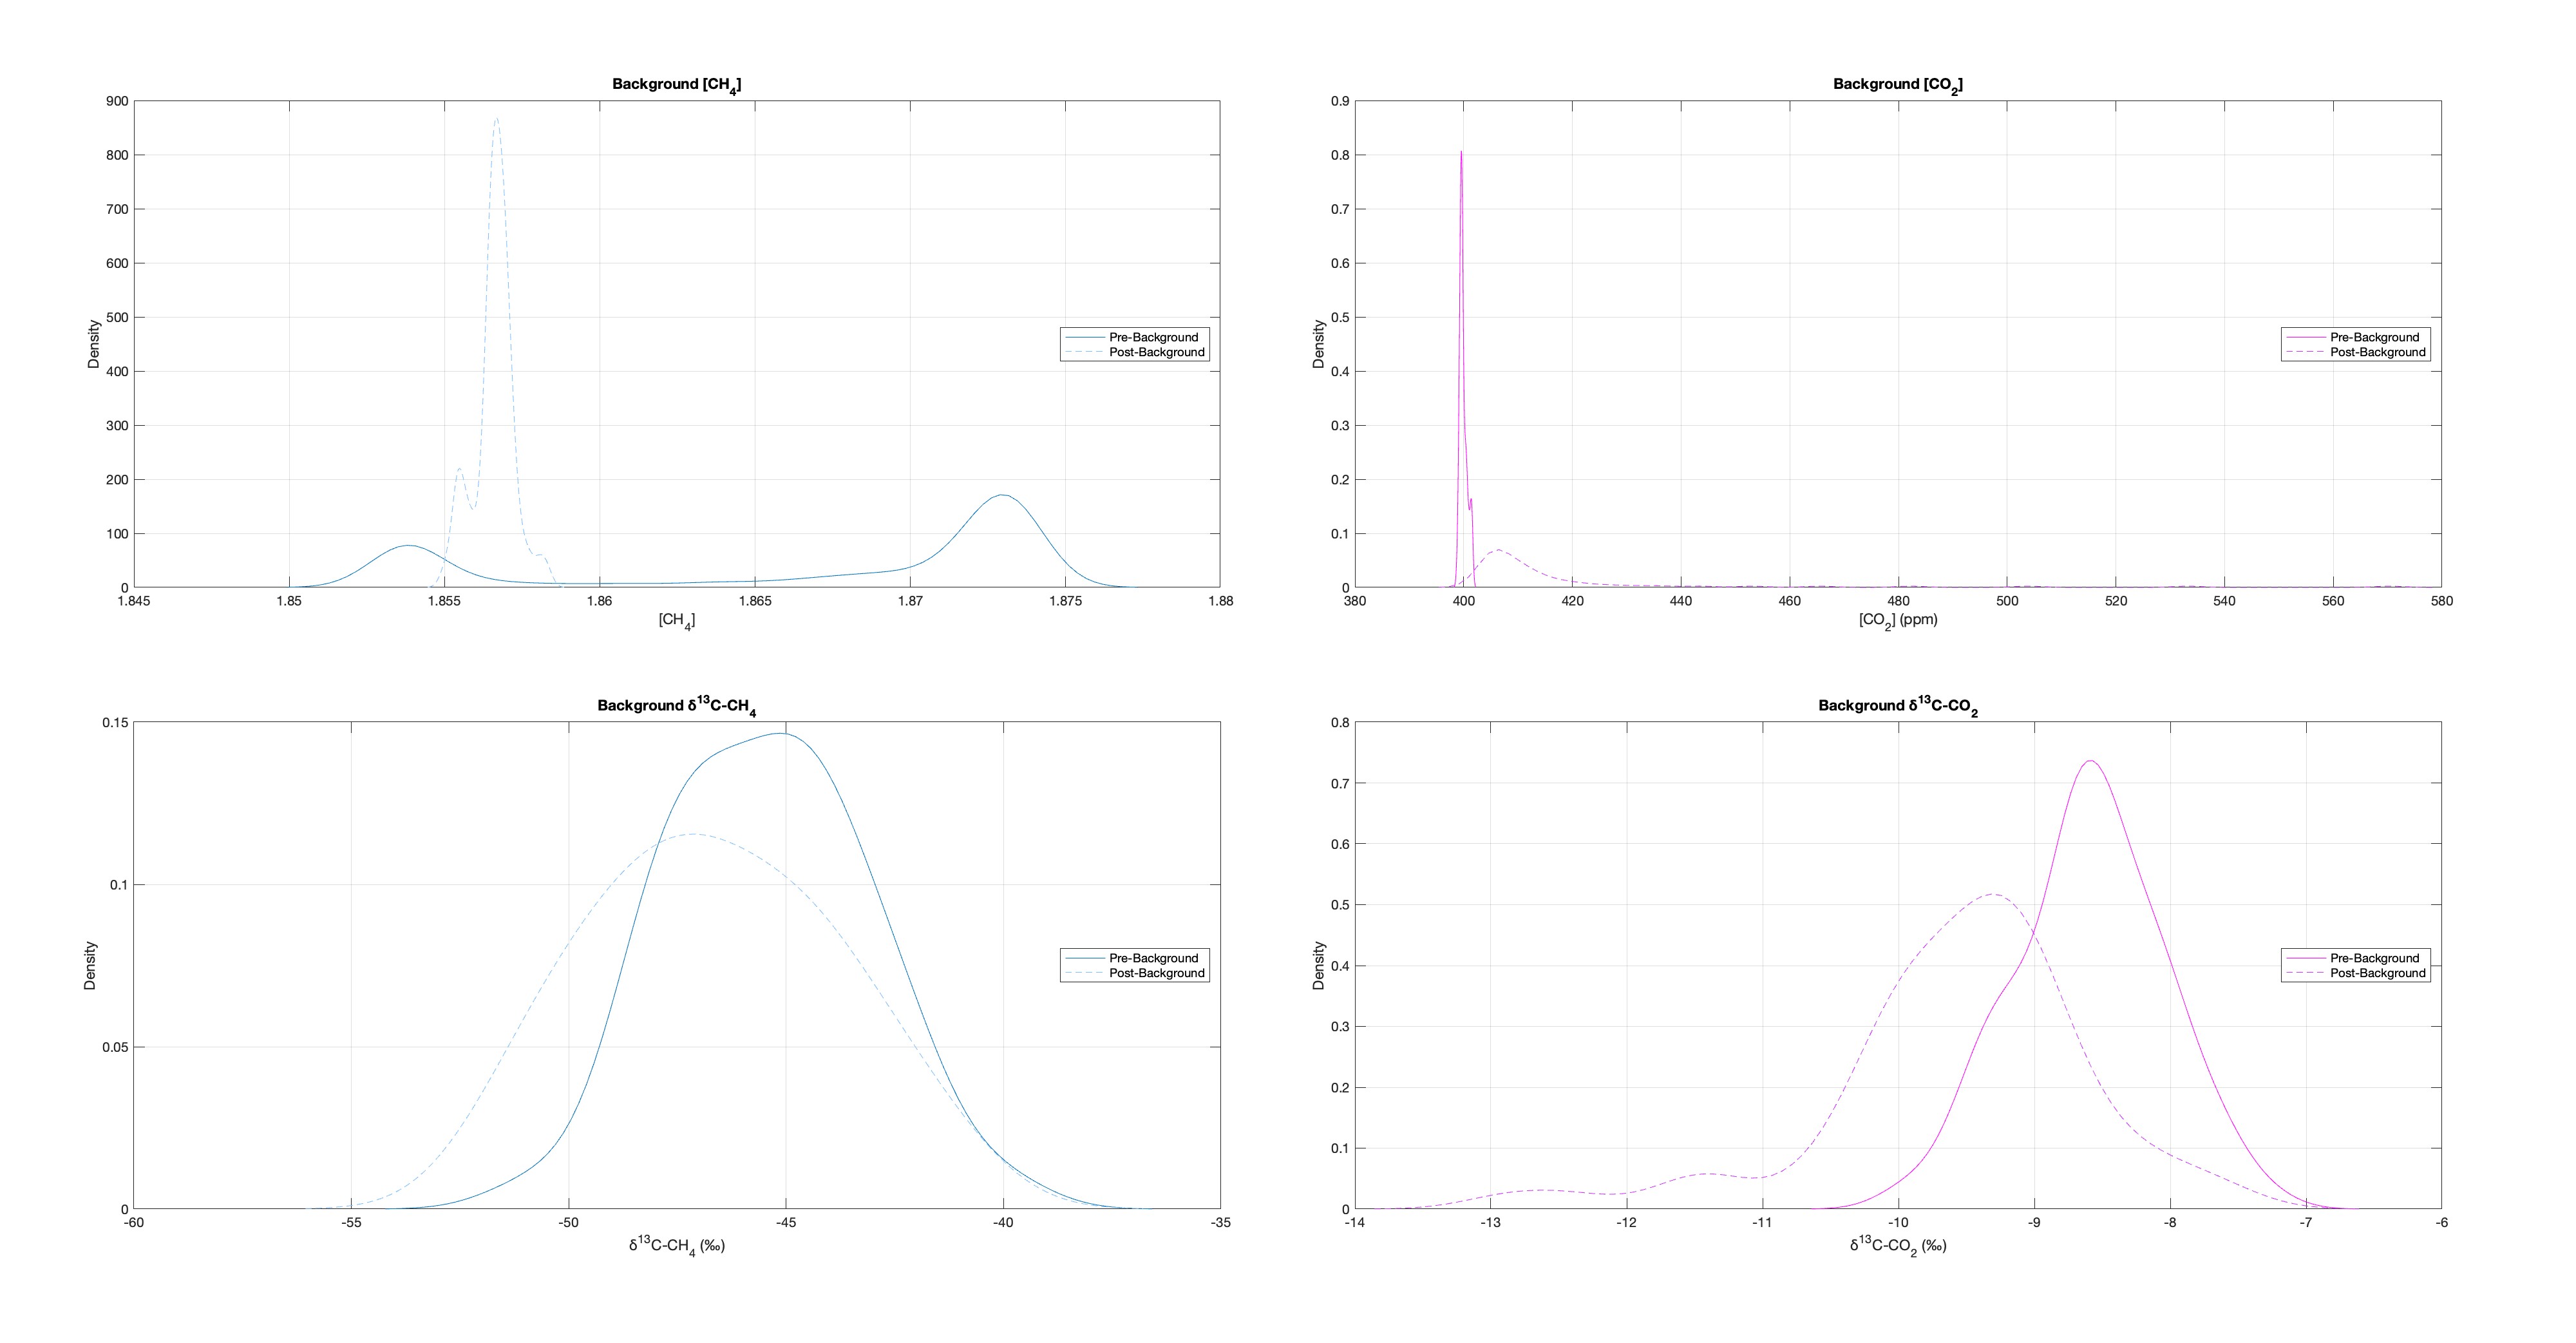 Background [CH4]
900
800
700
600
500
400
300
200
100
0
Density
1.845 1.85 1.855 1.86 1.865 1.87 1.875 1.88
[CH4]
Pre-Background
Post-Background
Background [CO2]
0.9
0.8
0.7
0.6
0.5
0.4
0.3
0.2
0.1
0
Density
380 400 420 440 460 480 500 520 540 560 580
[CO2] (ppm)
Pre-Background
Post-Background
Background δ13C-CH4
0.15
0.1
0.05
0
Density
-60 -55 -50 -45 -40 -35
δ13C-CH4 (‰)
Pre-Background
Post-Background
Background δ13C-CO2
0.8
0.7
0.6
0.5
0.4
0.3
0.2
0.1
0
Density
-14 -13 -12 -11 -10 -9 -8 -7 -6
δ13C-CO2 (‰)
Pre-Background
Post-Background